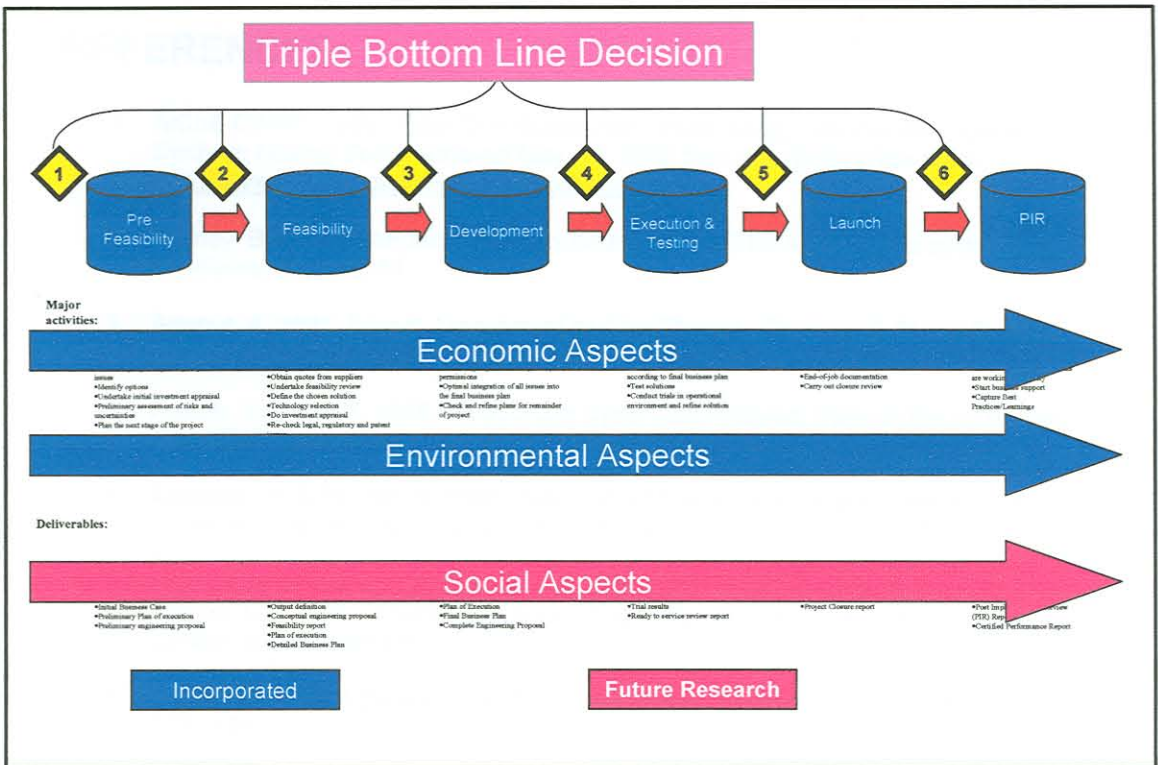 Triple Bottom Line Decision
1
2
3
4
5
6
Pre
Feasibility
Feasibility
Development
Execution &
Testing
Launch
PIR
Major
activities:
Economic Aspects
issues
•Identify options
•Undertake initial investment appraisal
•Preliminary assessment of risks and
uncertainties
•Plan the next stage of the project
•Obtain quotes from suppliers
•Undertake feasibility review
•Define the chosen solution
•Technology selection
•Do investment appraisal
•Re-check legal, regulatory and patent
permissions
•Optimal integration of all issues into
the final business plan
•Check and refine plans for remainder
of project
according to final business plan
•Test solutions
•Conduct trials in operational
environment and refine solution
•End-of-job documentation
•Carry out closure review
are working
•Start business support
•Capture Best
Practices/Learnings
Environmental Aspects
Deliverables:
Social Aspects
•Initial Business Case
•Preliminary Plan of execution
•Preliminary engineering proposal
•Output definition
•Conceptual engineering proposal
•Feasibility report
•Plan of execution
•Detailed Business Plan
•Plan of Execution
•Final Business Plan
•Complete Engineering Proposal
•Trial results
•Ready to service review report
•Project Closure report
•Post
(PIR)
•Certified Performance Report
Incorporated
Future Research